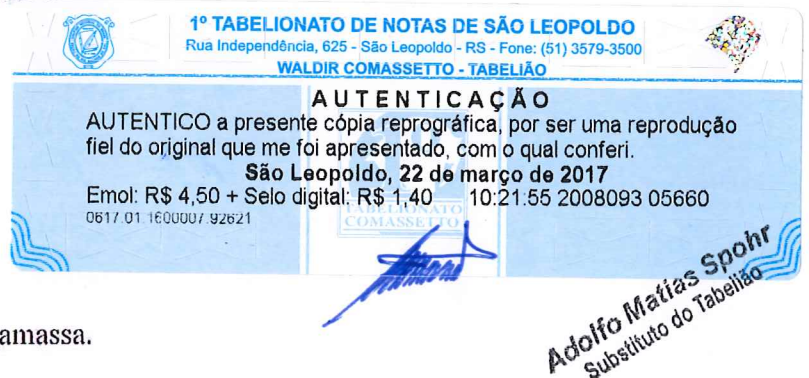 1º TABELIONATO DE NOTAS DE SÃO LEOPOLDO
Rua Independência, 625 - São Leopoldo - RS - Fone: (51) 3579-3500
WALDIR COMASSETTO - TABELIÃO
AUTENTICAÇÃO
AUTENTICO a presente cópia reprográfica, por ser uma reprodução
fiel do original que me foi apresentado, com o qual conferi.
São Leopoldo, 22 de março de 2017
Emol: R$ 4,50 + Selo digital: R$ 1,40 10:21:55 2008093 05660
0617.01.1600007.92621
TABELIONATO
COMASSETTO
Adolfo Matias Spohr
Substituto do Tabelião
amassa.